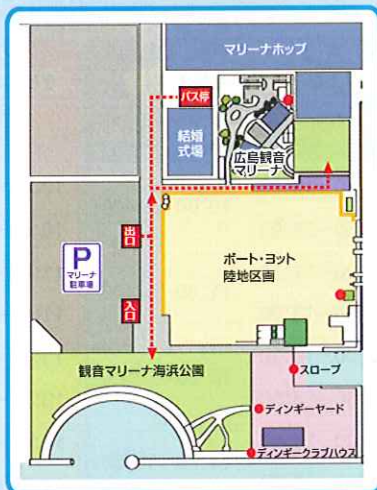 マリーナホップ
バス停
結婚
式場
広島観音
マリーナ
出口
P
マリーナ
駐車場
入口
ボート・ヨット
陸地区画
観音マリーナ海浜公園
スロープ
ディンギーヤード
ディンギークラブハウス